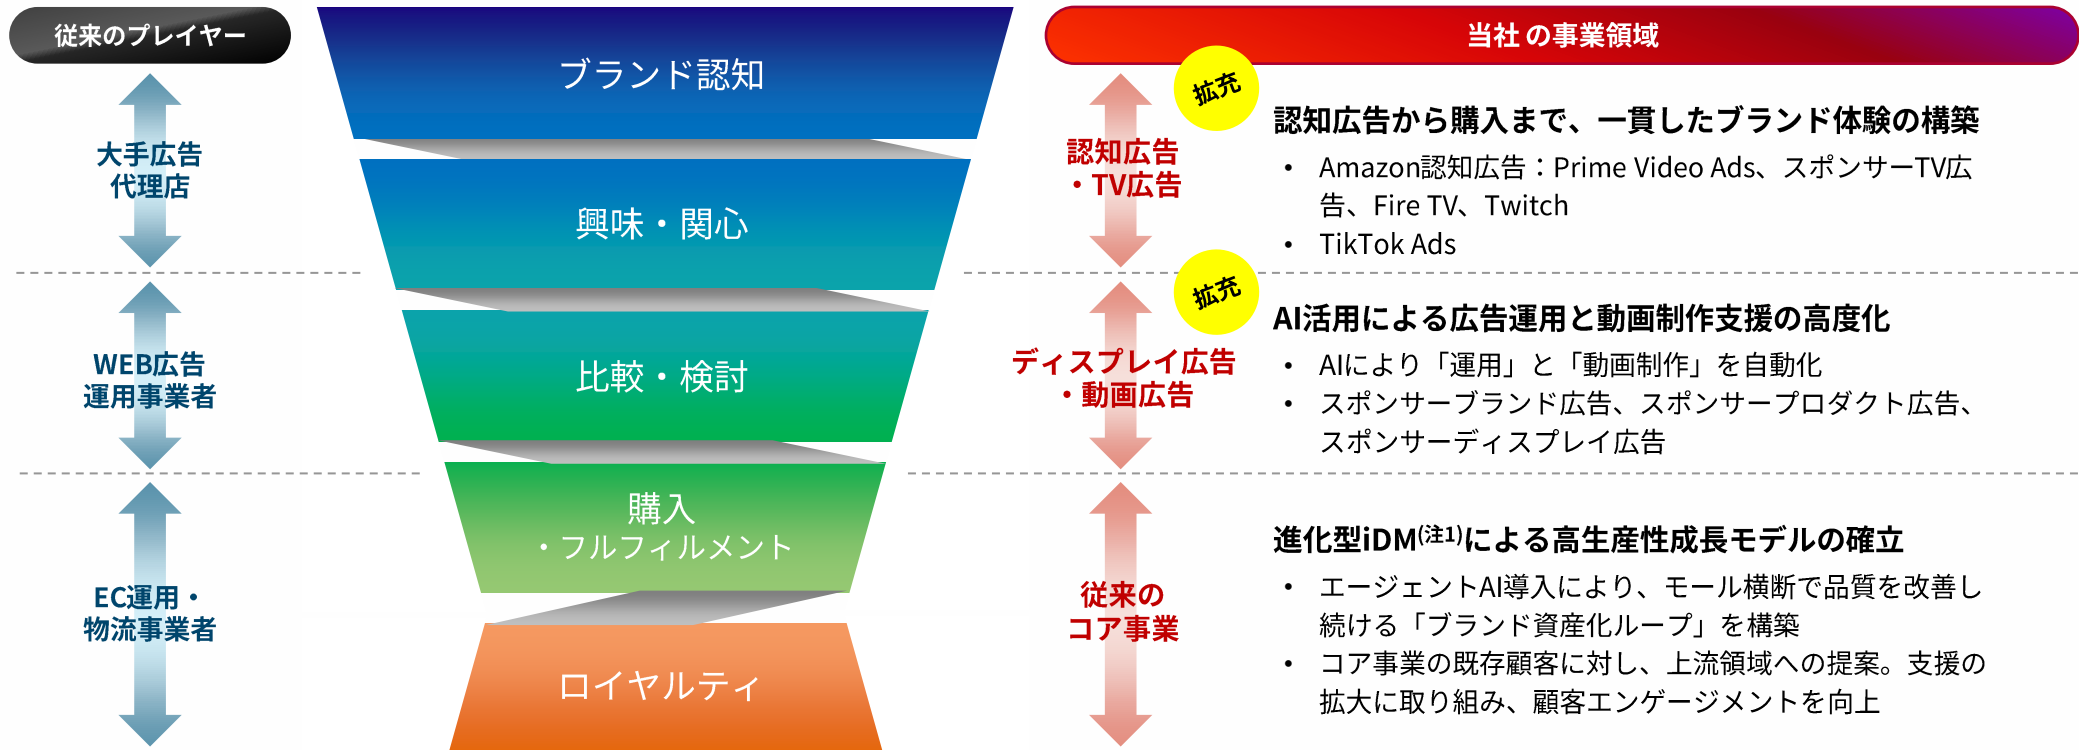 従来のプレイヤー
大手広告
代理店
WEB広告
運用事業者
EC運用・
物流事業者
ブランド認知
興味・関心
比較・検討
購入
・フルフィルメント
ロイヤルティ
当社 の事業領域
拡充
認知広告
・TV広告
認知広告から購入まで、一貫したブランド体験の構築
• Amazon認知広告：Prime Video Ads、スポンサーTV広
告、Fire TV、Twitch
• TikTok Ads
拡充
ディスプレイ広告
・動画広告
AI活用による広告運用と動画制作支援の高度化
• AIにより「運用」と「動画制作」を自動化
• スポンサーブランド広告、スポンサープロダクト広告、
スポンサーディスプレイ広告
従来の
コア事業
進化型iDM(注1)による高生産性成長モデルの確立
• エージェントAI導入により、モール横断で品質を改善し
続ける「ブランド資産化ループ」を構築
• コア事業の既存顧客に対し、上流領域への提案。支援の
拡大に取り組み、顧客エンゲージメントを向上